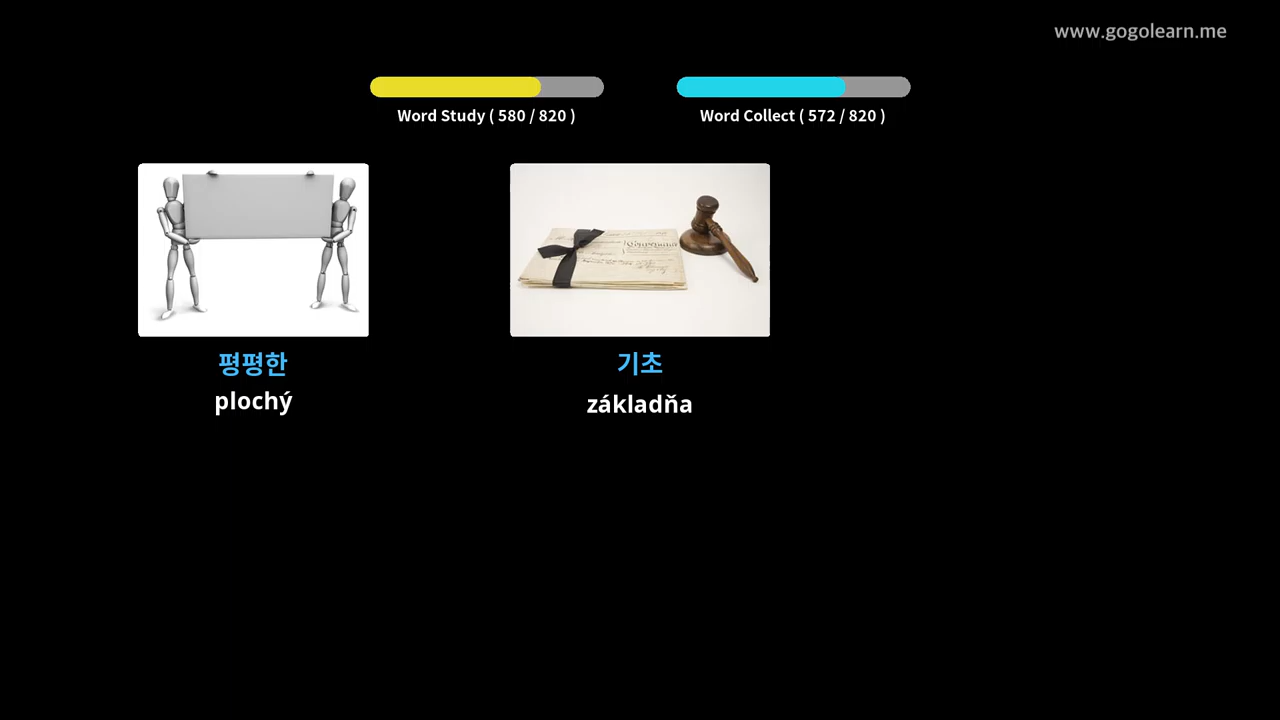 www.gogolearn.me
Word Study ( 580 / 820 )
Word Collect ( 572 / 820 )
평평한
plochý
기초
základňa